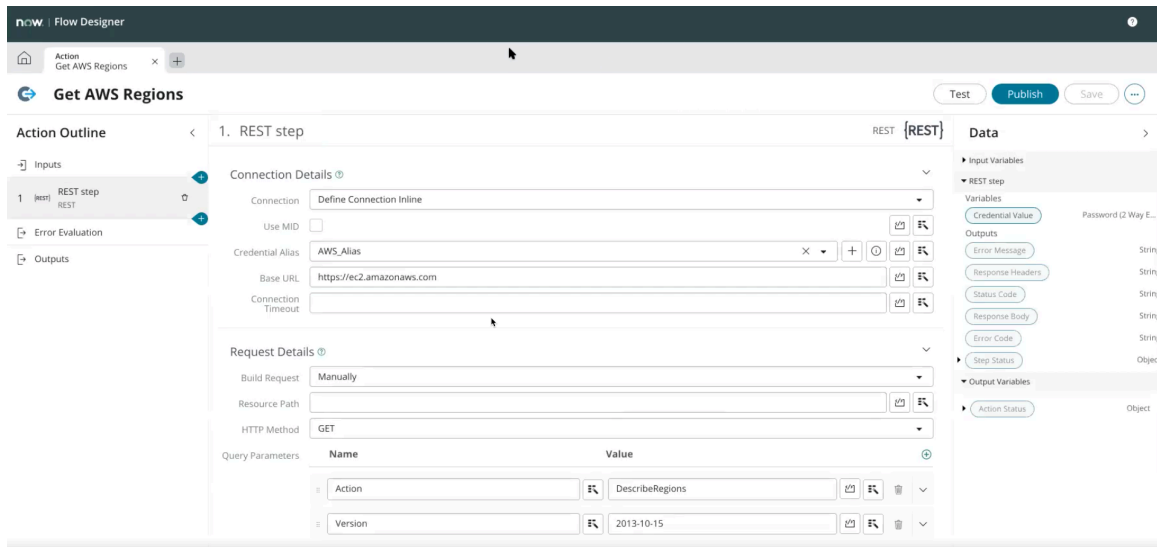 now. | Flow Designer
Action
Get AWS Regions
Get AWS Regions
Test
Publish
Save
Action Outline
Inputs
1 [REST] REST step
REST
Error Evaluation
Outputs
1. REST step
REST {REST}
Connection Details
Connection Define Connection Inline
Use MID
Credential Alias AWS_Alias
Base URL https://ec2.amazonaws.com
Connection
Timeout
Request Details
Build Request Manually
Resource Path
HTTP Method GET
Query Parameters Name Value
Action DescribeRegions
Version 2013-10-15
Data
Input Variables
REST step
Variables
Credential Value Password (2 Way E...
Outputs
Error Message Strin
Response Headers Strin
Status Code Strin
Response Body Strin
Error Code Strin
Step Status Objec
Output Variables
Action Status Object